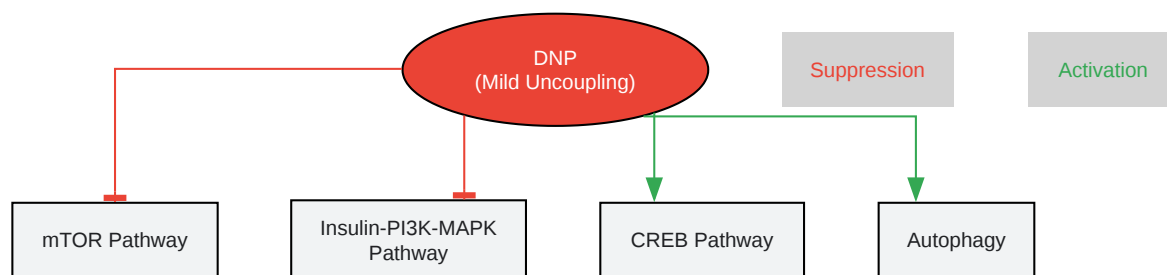 DNP
(Mild Uncoupling)
Suppression
Activation
mTOR Pathway
Insulin-PI3K-MAPK
Pathway
CREB Pathway
Autophagy